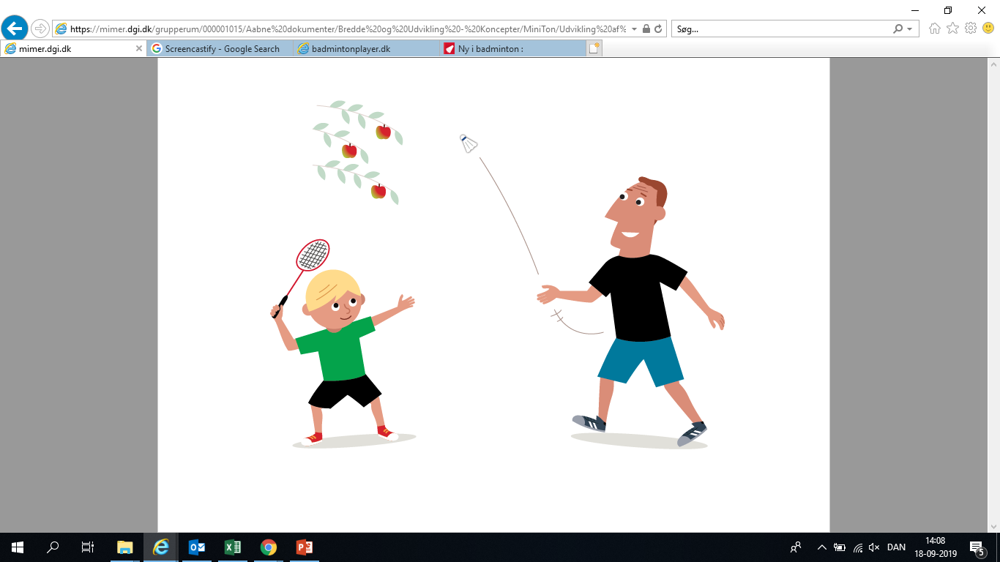 https://mimer.dgi.dk/grupperum/000001015/Aabne%20dokumenter/Bredde%20og%20Udvikling%20-%20Koncepter/MiniTon/Udvikling%20af%
Søg...
mimer.dgi.dk
Screencastify - Google Search
badmintonplayer.dk
Ny i badminton :
DAN
14:08
18-09-2019
5